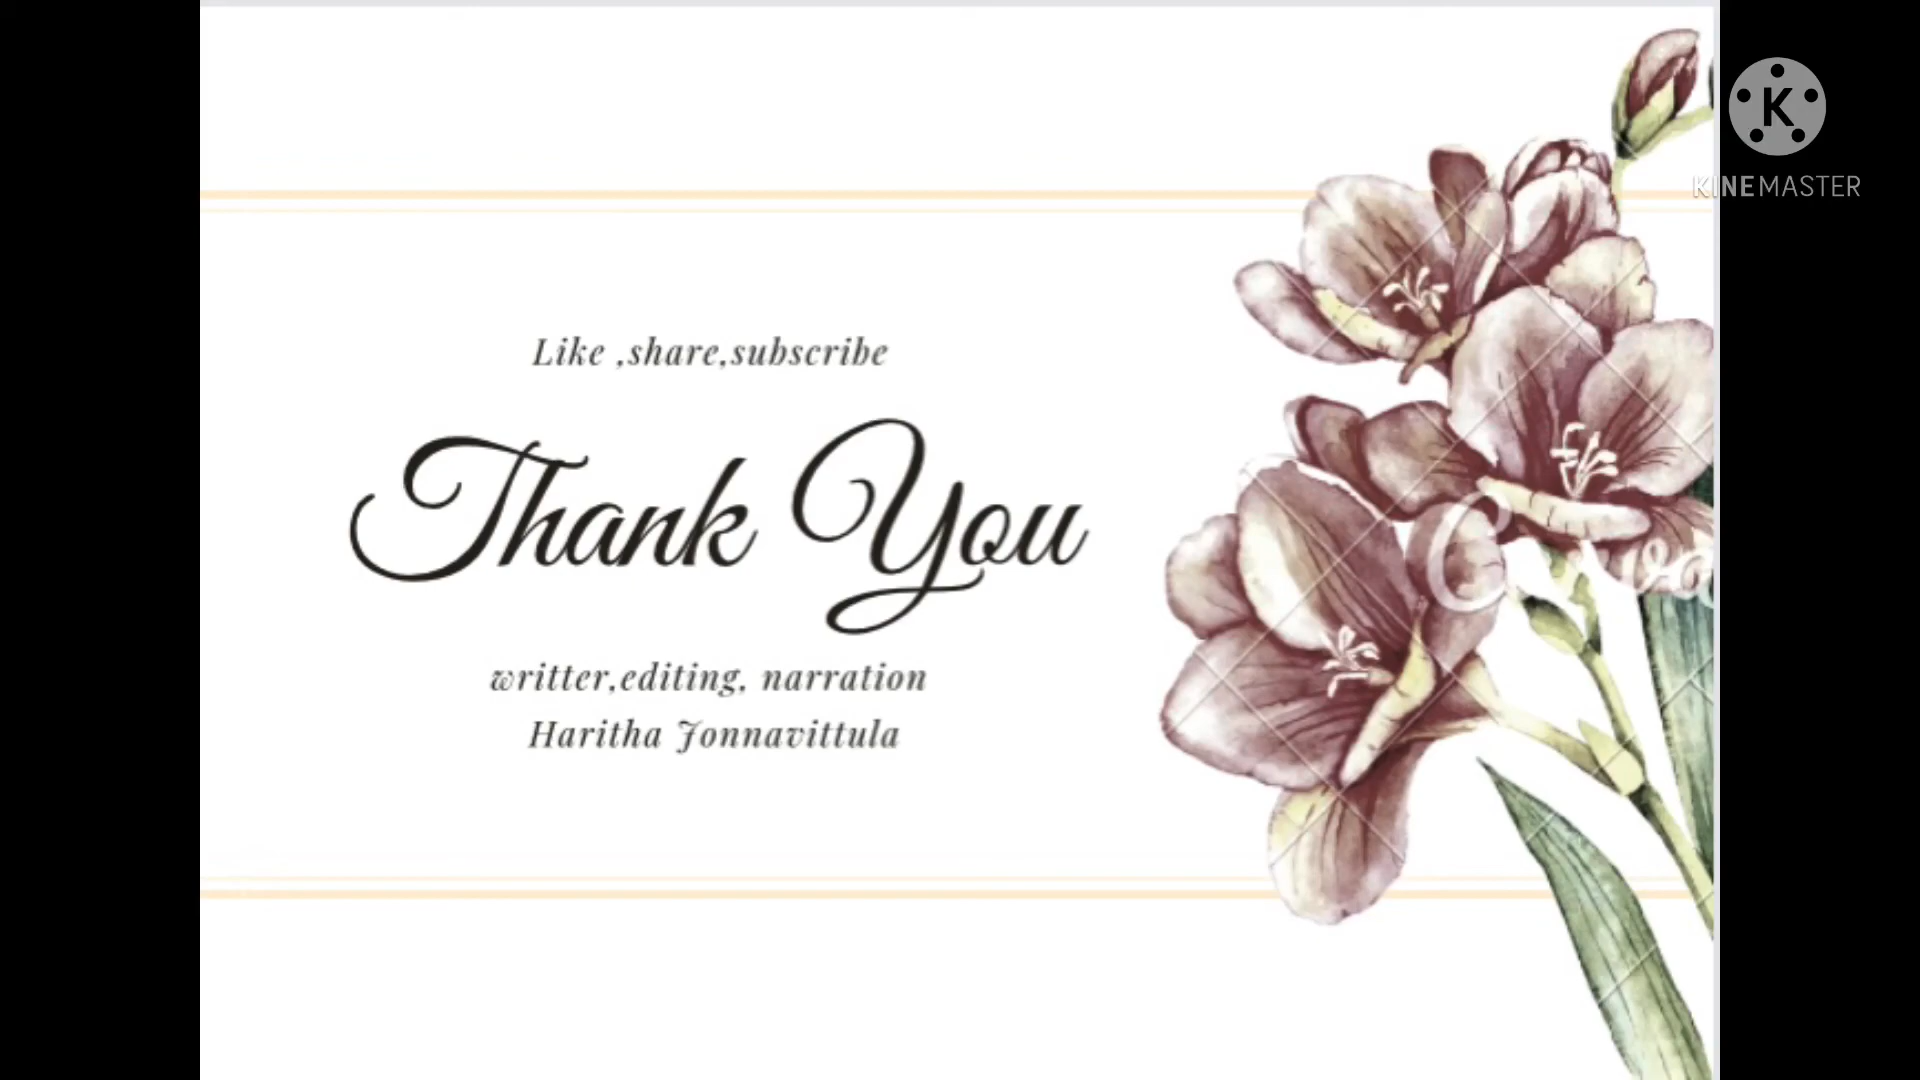 K
KINEMASTER
Like ,share,subscribe
Thank You
writter,editing, narration
Haritha Jonnavittula